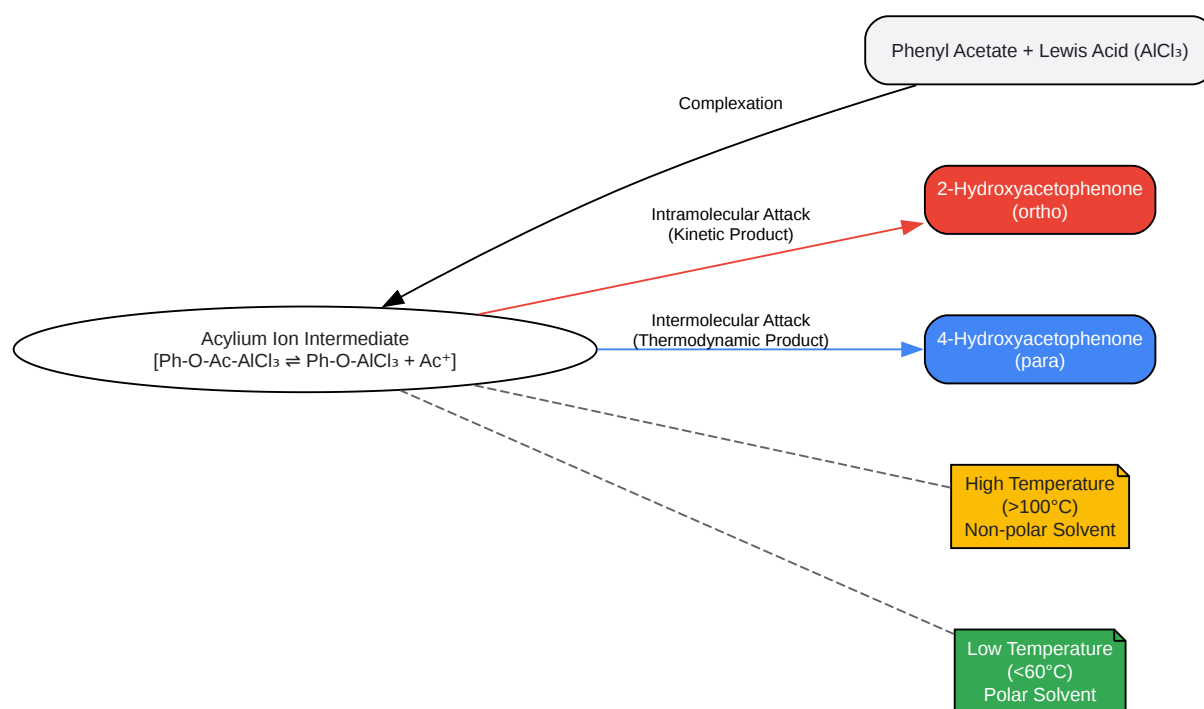 Phenyl Acetate + Lewis Acid (AlCl₃)
Complexation
2-Hydroxyacetophenone
(ortho)
Intramolecular Attack
(Kinetic Product)
Acylium Ion Intermediate
[Ph-O-Ac-AlCl₃ ⇌ Ph-O-AlCl₃ + Ac⁺]
Intermolecular Attack
(Thermodynamic Product)
4-Hydroxyacetophenone
(para)
High Temperature
(>100°C)
Non-polar Solvent
Low Temperature
(<60°C)
Polar Solvent